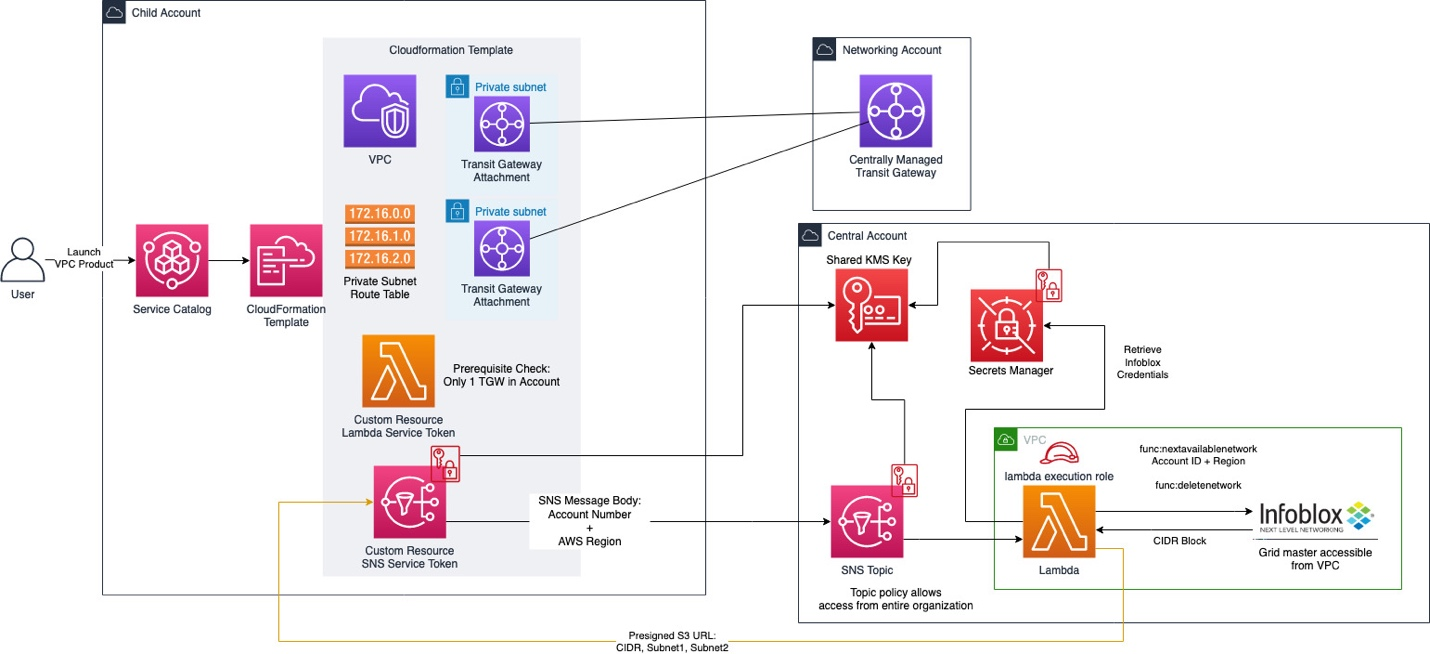 Child Account
Cloudformation Template
VPC
Private subnet
Transit Gateway
Attachment
Private subnet
Transit Gateway
Attachment
172.16.0.0
172.16.1.0
172.16.2.0
Private Subnet
Route Table
User
Launch
VPC Product
Service Catalog
CloudFormation
Template
Prerequisite Check:
Only 1 TGW in Account
Custom Resource
Lambda Service Token
Custom Resource
SNS Service Token
SNS Message Body:
Account Number
+
AWS Region
Networking Account
Centrally Managed
Transit Gateway
Central Account
Shared KMS Key
Secrets Manager
Retrieve
Infoblox
Credentials
VPC
lambda execution role
func:nextavailablenetwork
Account ID + Region
func:deletenetwork
Lambda
CIDR Block
Infoblox
NEXT LEVEL NETWORKING
Grid master accessible
from VPC
SNS Topic
Topic policy allows
access from entire organization
Presigned S3 URL:
CIDR, Subnet1, Subnet2